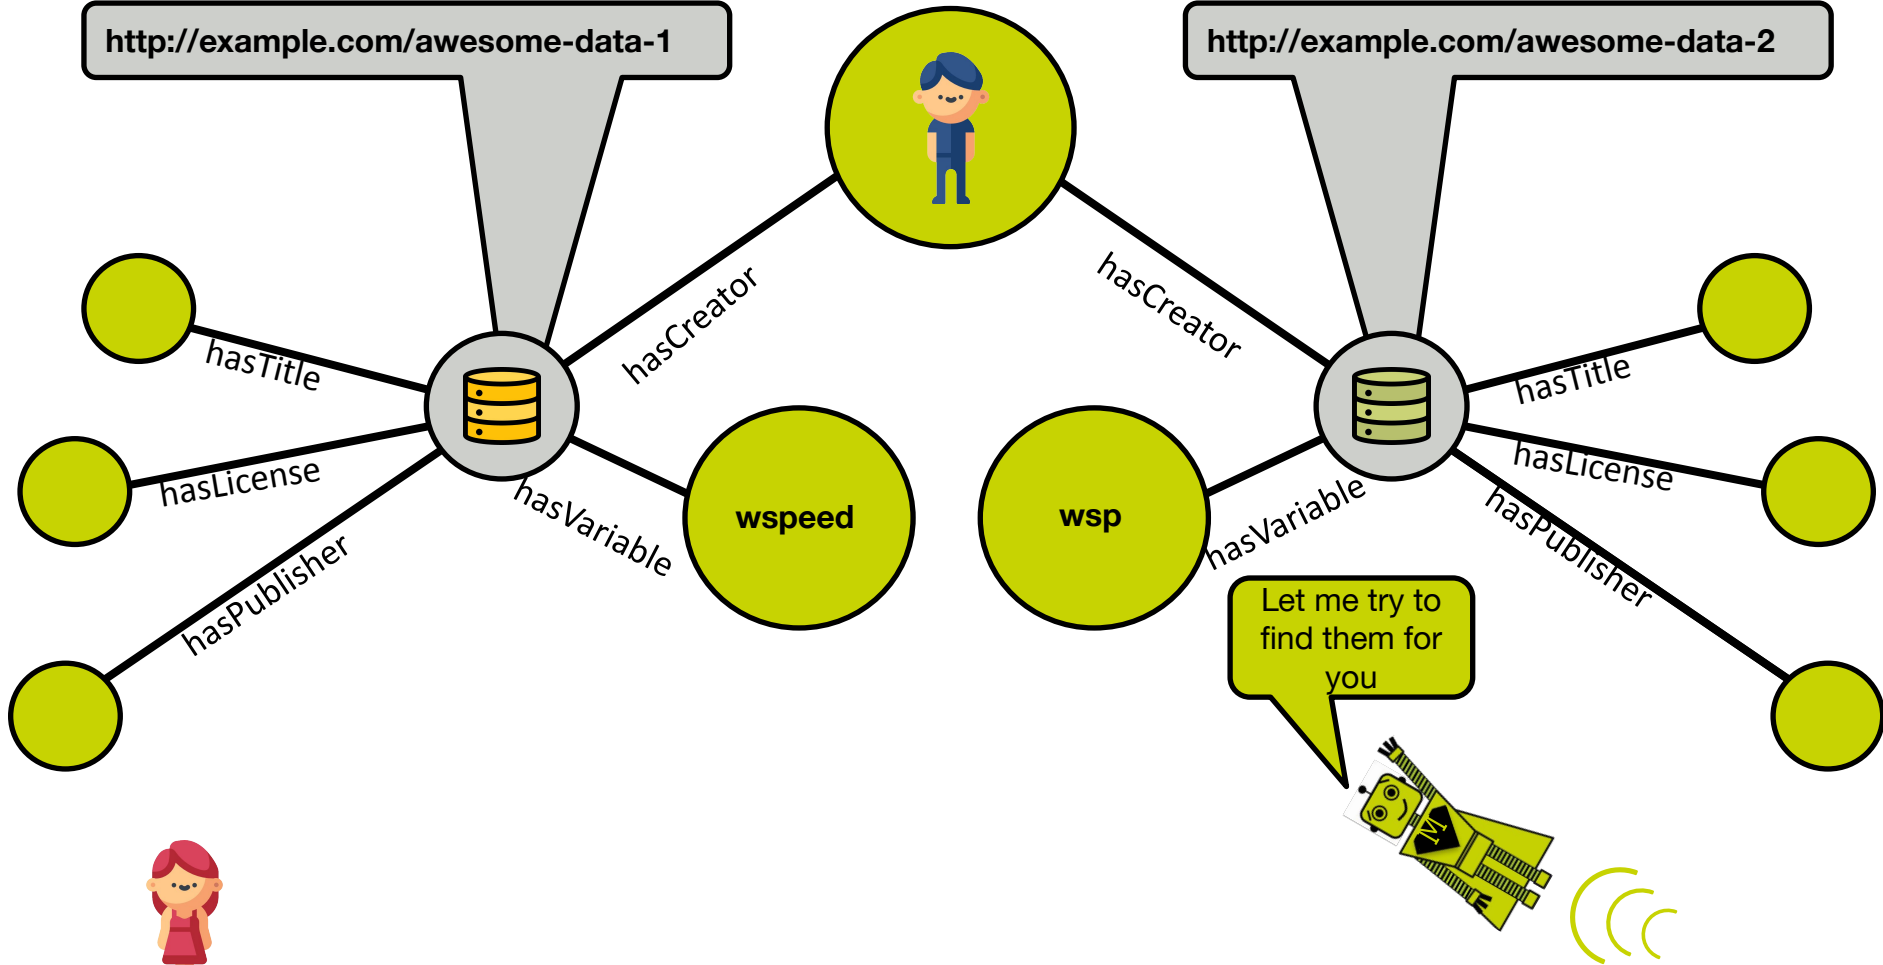 http://example.com/awesome-data-1
http://example.com/awesome-data-2
hasCreator
hasCreator
hasTitle
hasTitle
hasLicense
hasLicense
hasPublisher
hasVariable
wspeed
wsp
hasVariable
hasPublisher
Let me try to
find them for
you
M